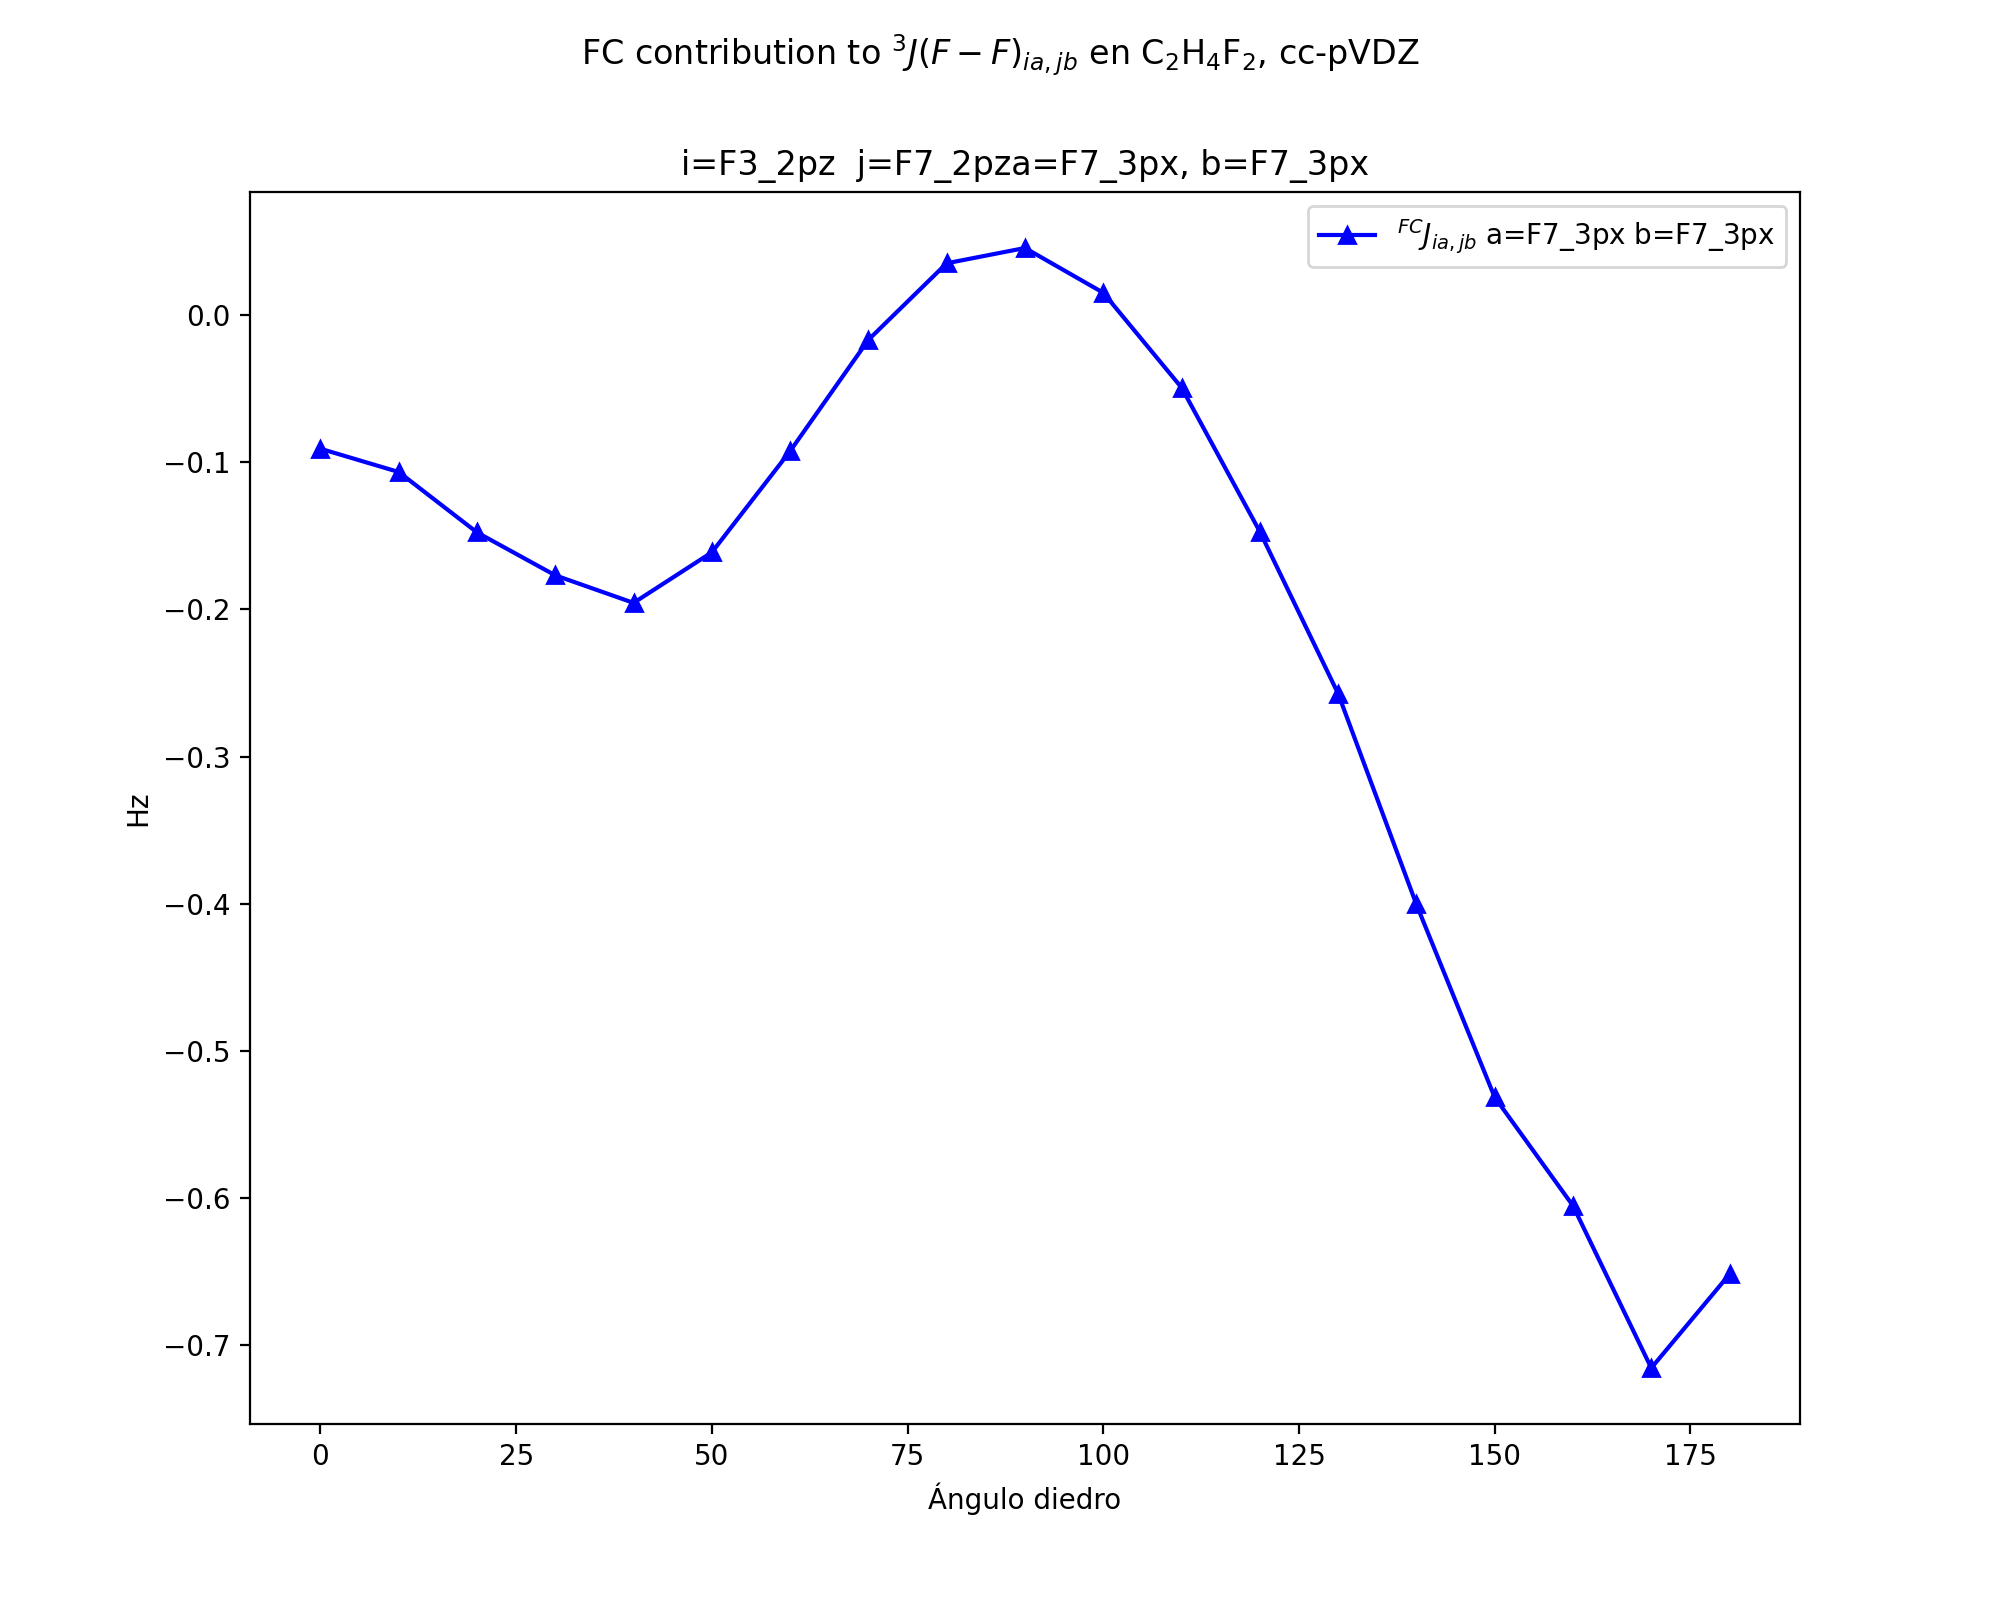 FC contribution to ³J(F − F)ia, jb en C₂H₄F₂, cc-pVDZ
i=F3_2pz  j=F7_2pza=F7_3px, b=F7_3px
FCJia, jb a=F7_3px b=F7_3px
0.0
−0.1
−0.2
−0.3
−0.4
−0.5
−0.6
−0.7
Hz
0 25 50 75 100 125 150 175
Ángulo diedro